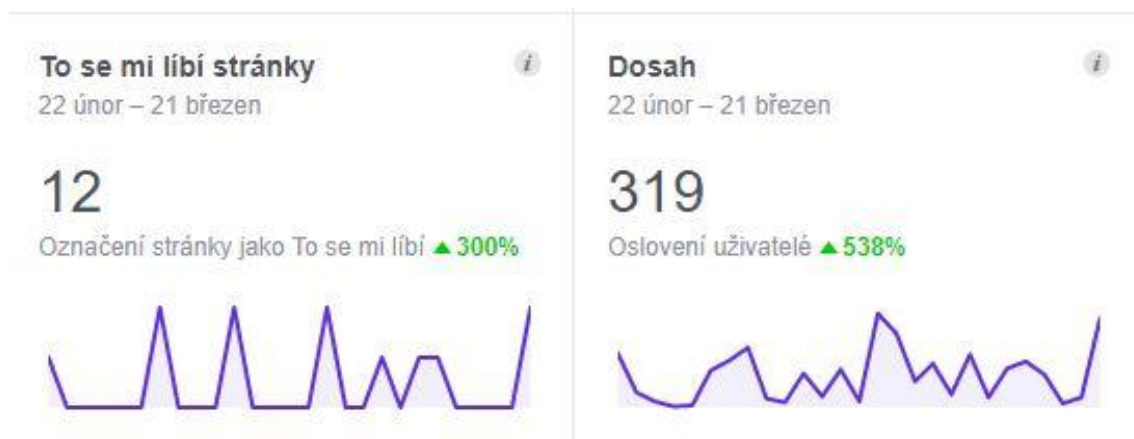 To se mi líbí stránky
22 únor – 21 březen
12
Označení stránky jako To se mi líbí ▲ 300%
Dosah
22 únor – 21 březen
319
Oslovení uživatelé ▲ 538%